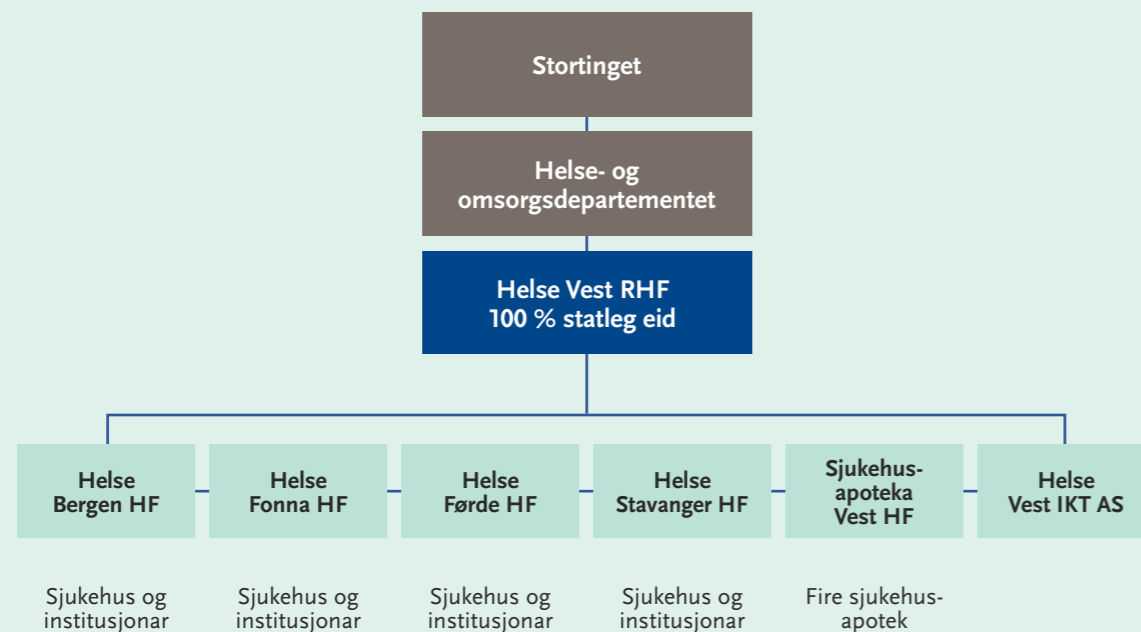 Stortinget
Helse- og
omsorgsdepartementet
Helse Vest RHF
100 % statleg eid
Helse
Bergen HF
Helse
Fonna HF
Helse
Førde HF
Helse
Stavanger HF
Sjukehus-
apoteka
Vest HF
Helse
Vest IKT AS
Sjukehus og
institusjonar
Sjukehus og
institusjonar
Sjukehus og
institusjonar
Sjukehus og
institusjonar
Fire sjukehus-
apotek